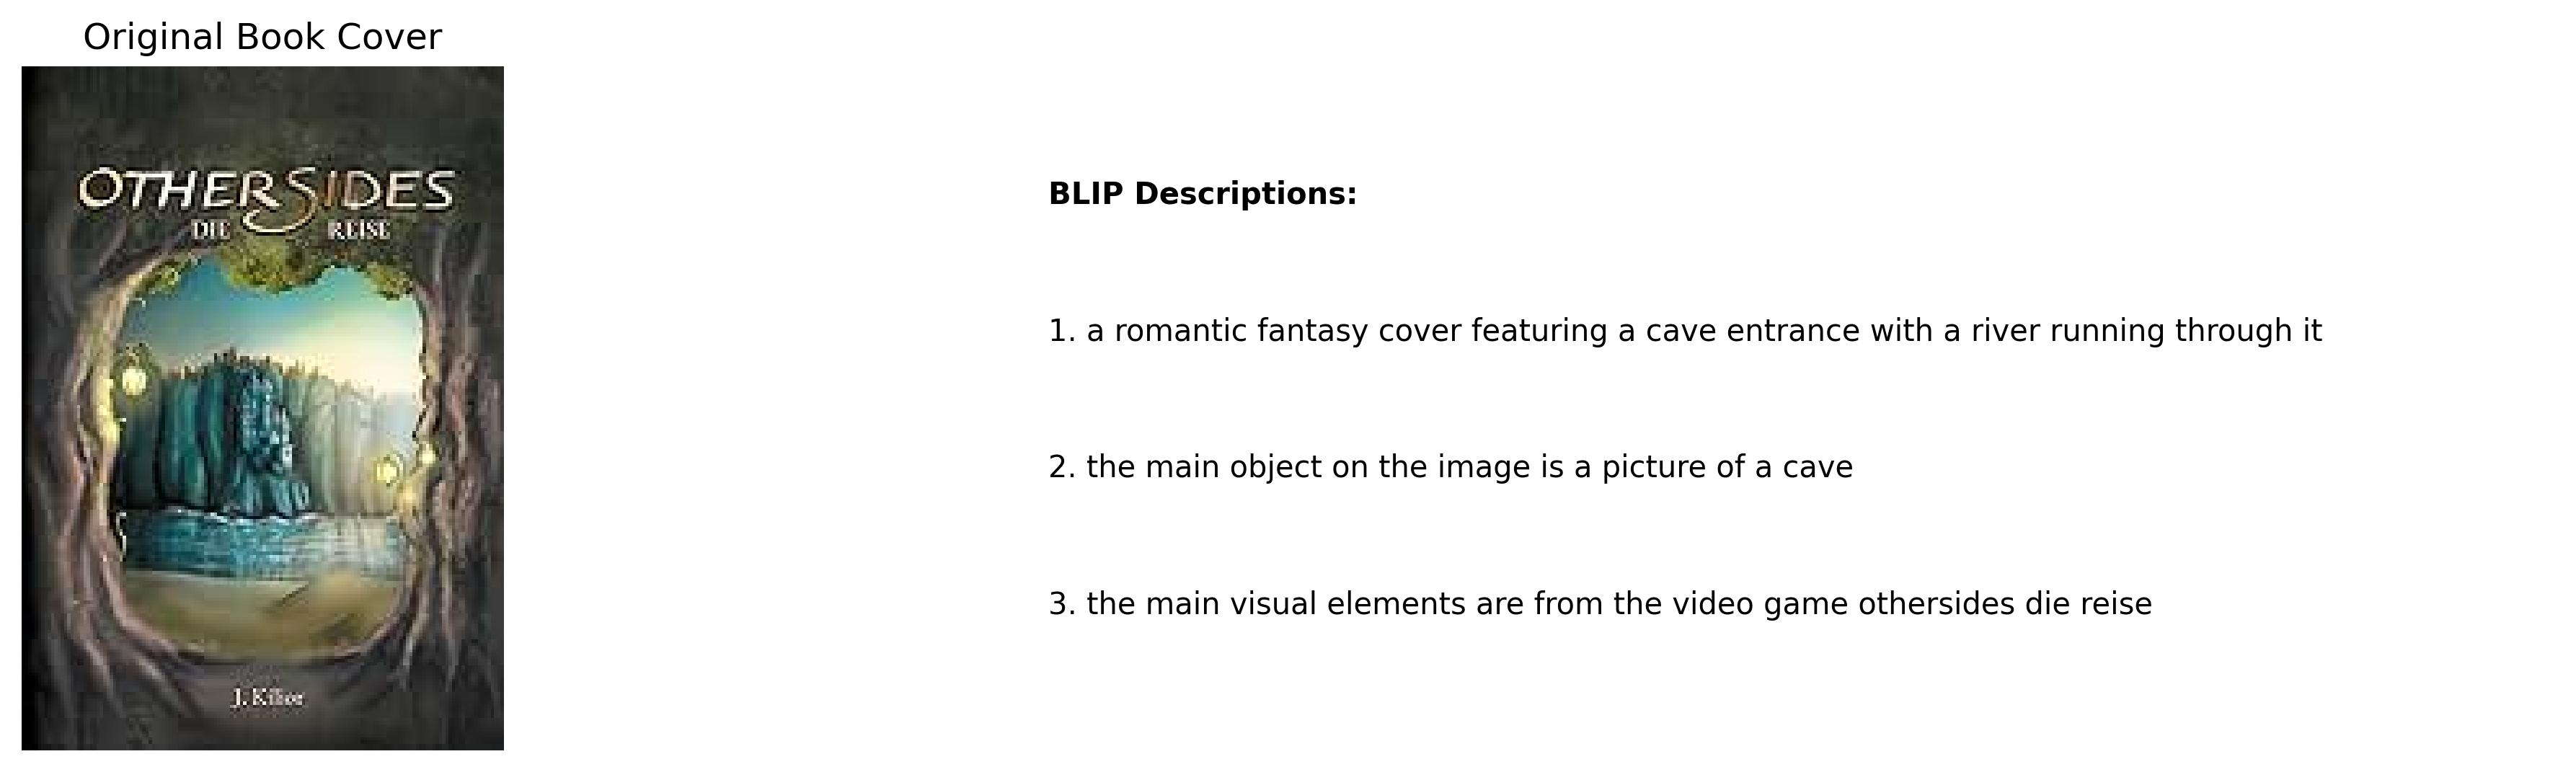 Original Book Cover
OTHERSIDES
DIE REISE
J.
BLIP Descriptions:
1. a romantic fantasy cover featuring a cave entrance with a river running through it
2. the main object on the image is a picture of a cave
3. the main visual elements are from the video game othersides die reise